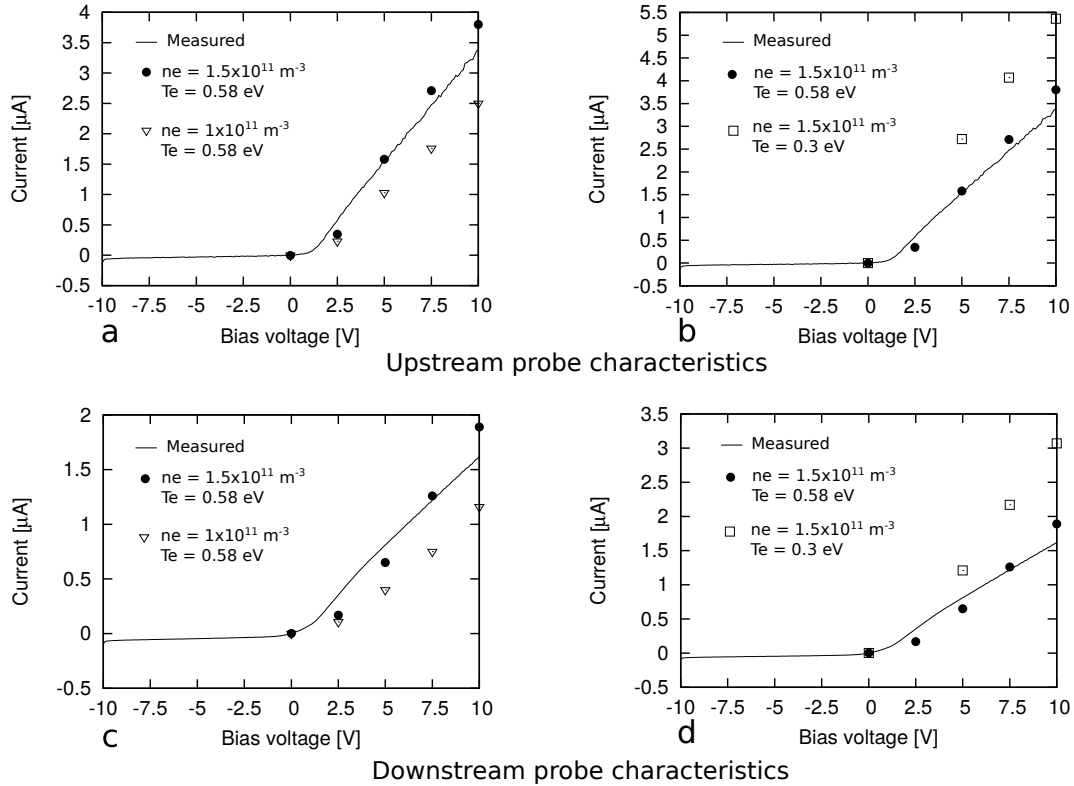 4
3.5
3
2.5
2
1.5
1
0.5
0
-0.5
Current [μA]
Measured
ne = 1.5x10¹¹ m⁻³
Te = 0.58 eV
ne = 1x10¹¹ m⁻³
Te = 0.58 eV
-10 -7.5 -5 -2.5 0 2.5 5 7.5 10
a
Bias voltage [V]
5.5
5
4.5
4
3.5
3
2.5
2
1.5
1
0.5
0
-0.5
Current [μA]
Measured
ne = 1.5x10¹¹ m⁻³
Te = 0.58 eV
ne = 1.5x10¹¹ m⁻³
Te = 0.3 eV
-10 -7.5 -5 -2.5 0 2.5 5 7.5 10
b
Bias voltage [V]
Upstream probe characteristics
2
1.5
1
0.5
0
-0.5
Current [μA]
Measured
ne = 1.5x10¹¹ m⁻³
Te = 0.58 eV
ne = 1x10¹¹ m⁻³
Te = 0.58 eV
-10 -7.5 -5 -2.5 0 2.5 5 7.5 10
c
Bias voltage [V]
3.5
3
2.5
2
1.5
1
0.5
0
-0.5
Current [μA]
Measured
ne = 1.5x10¹¹ m⁻³
Te = 0.58 eV
ne = 1.5x10¹¹ m⁻³
Te = 0.3 eV
-10 -7.5 -5 -2.5 0 2.5 5 7.5 10
d
Bias voltage [V]
Downstream probe characteristics